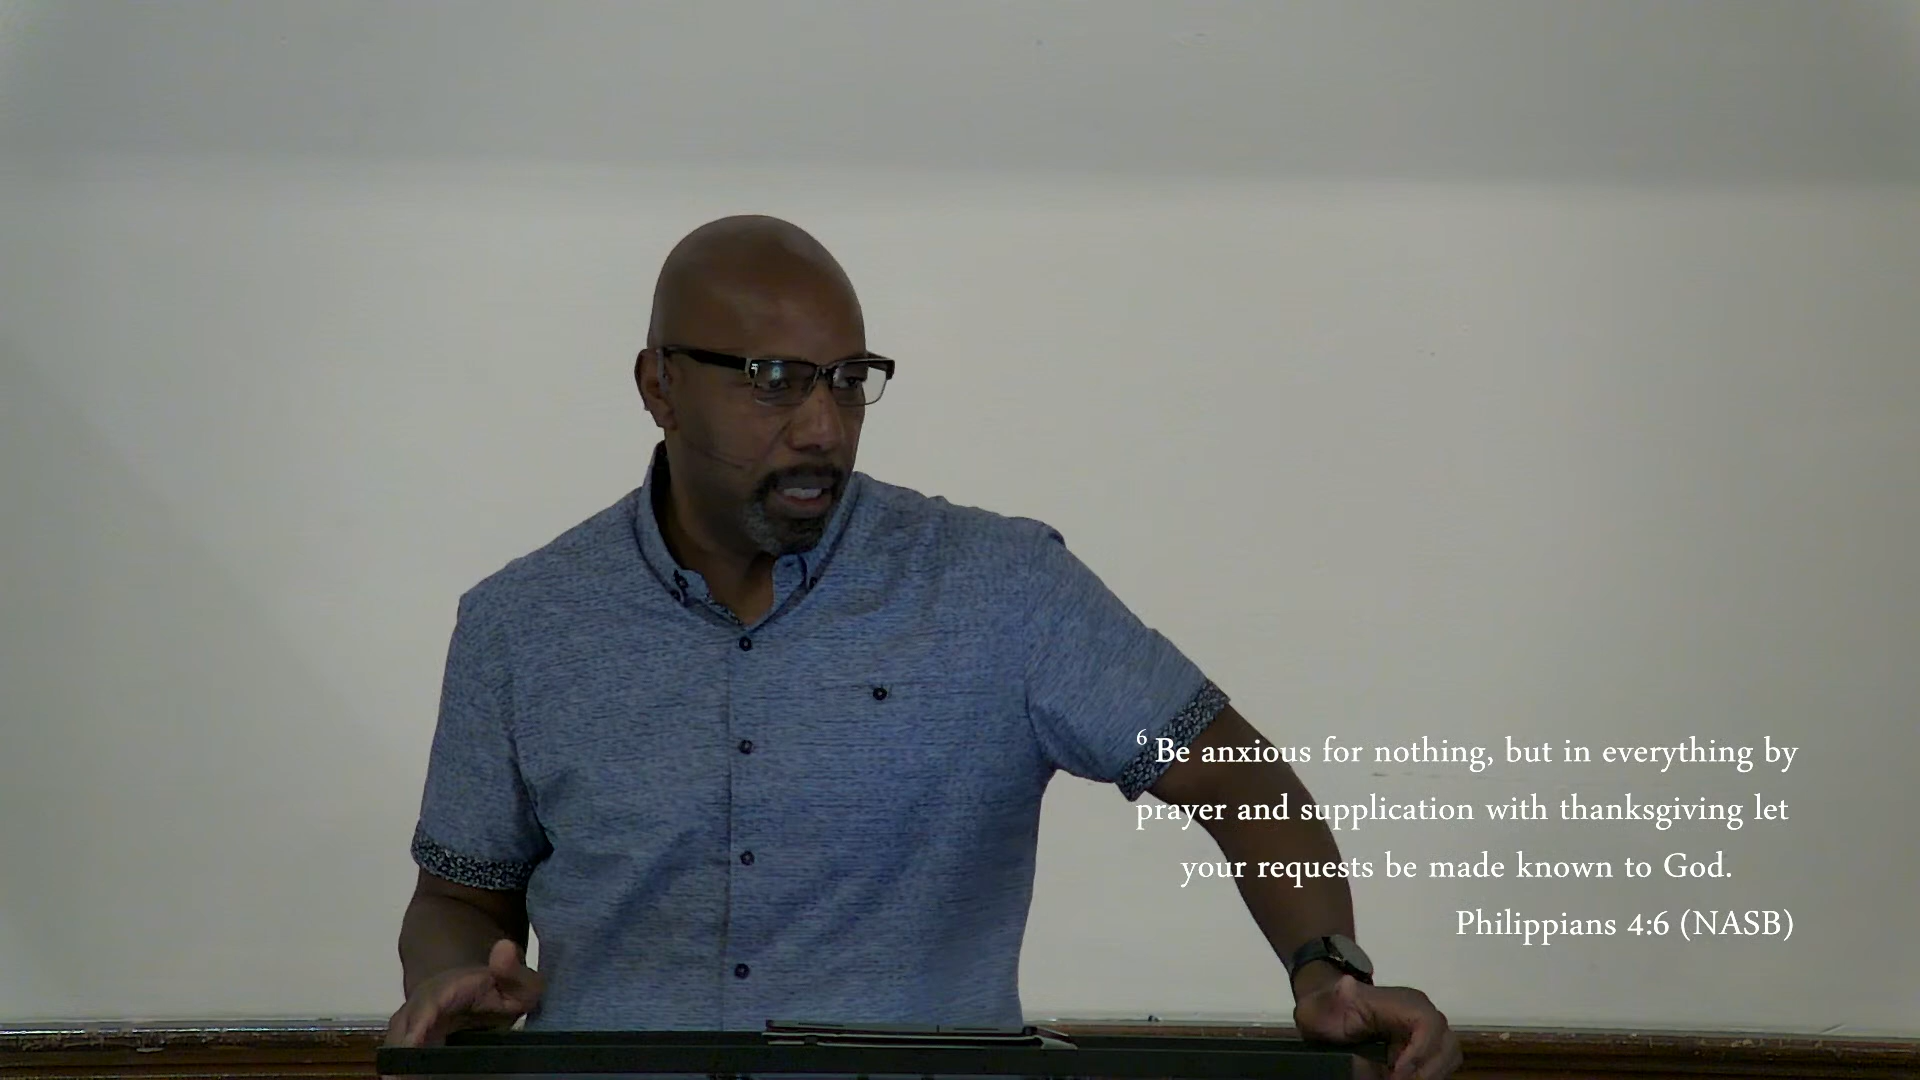 6 Be anxious for nothing, but in everything by
prayer and supplication with thanksgiving let
your requests be made known to God.
Philippians 4:6 (NASB)